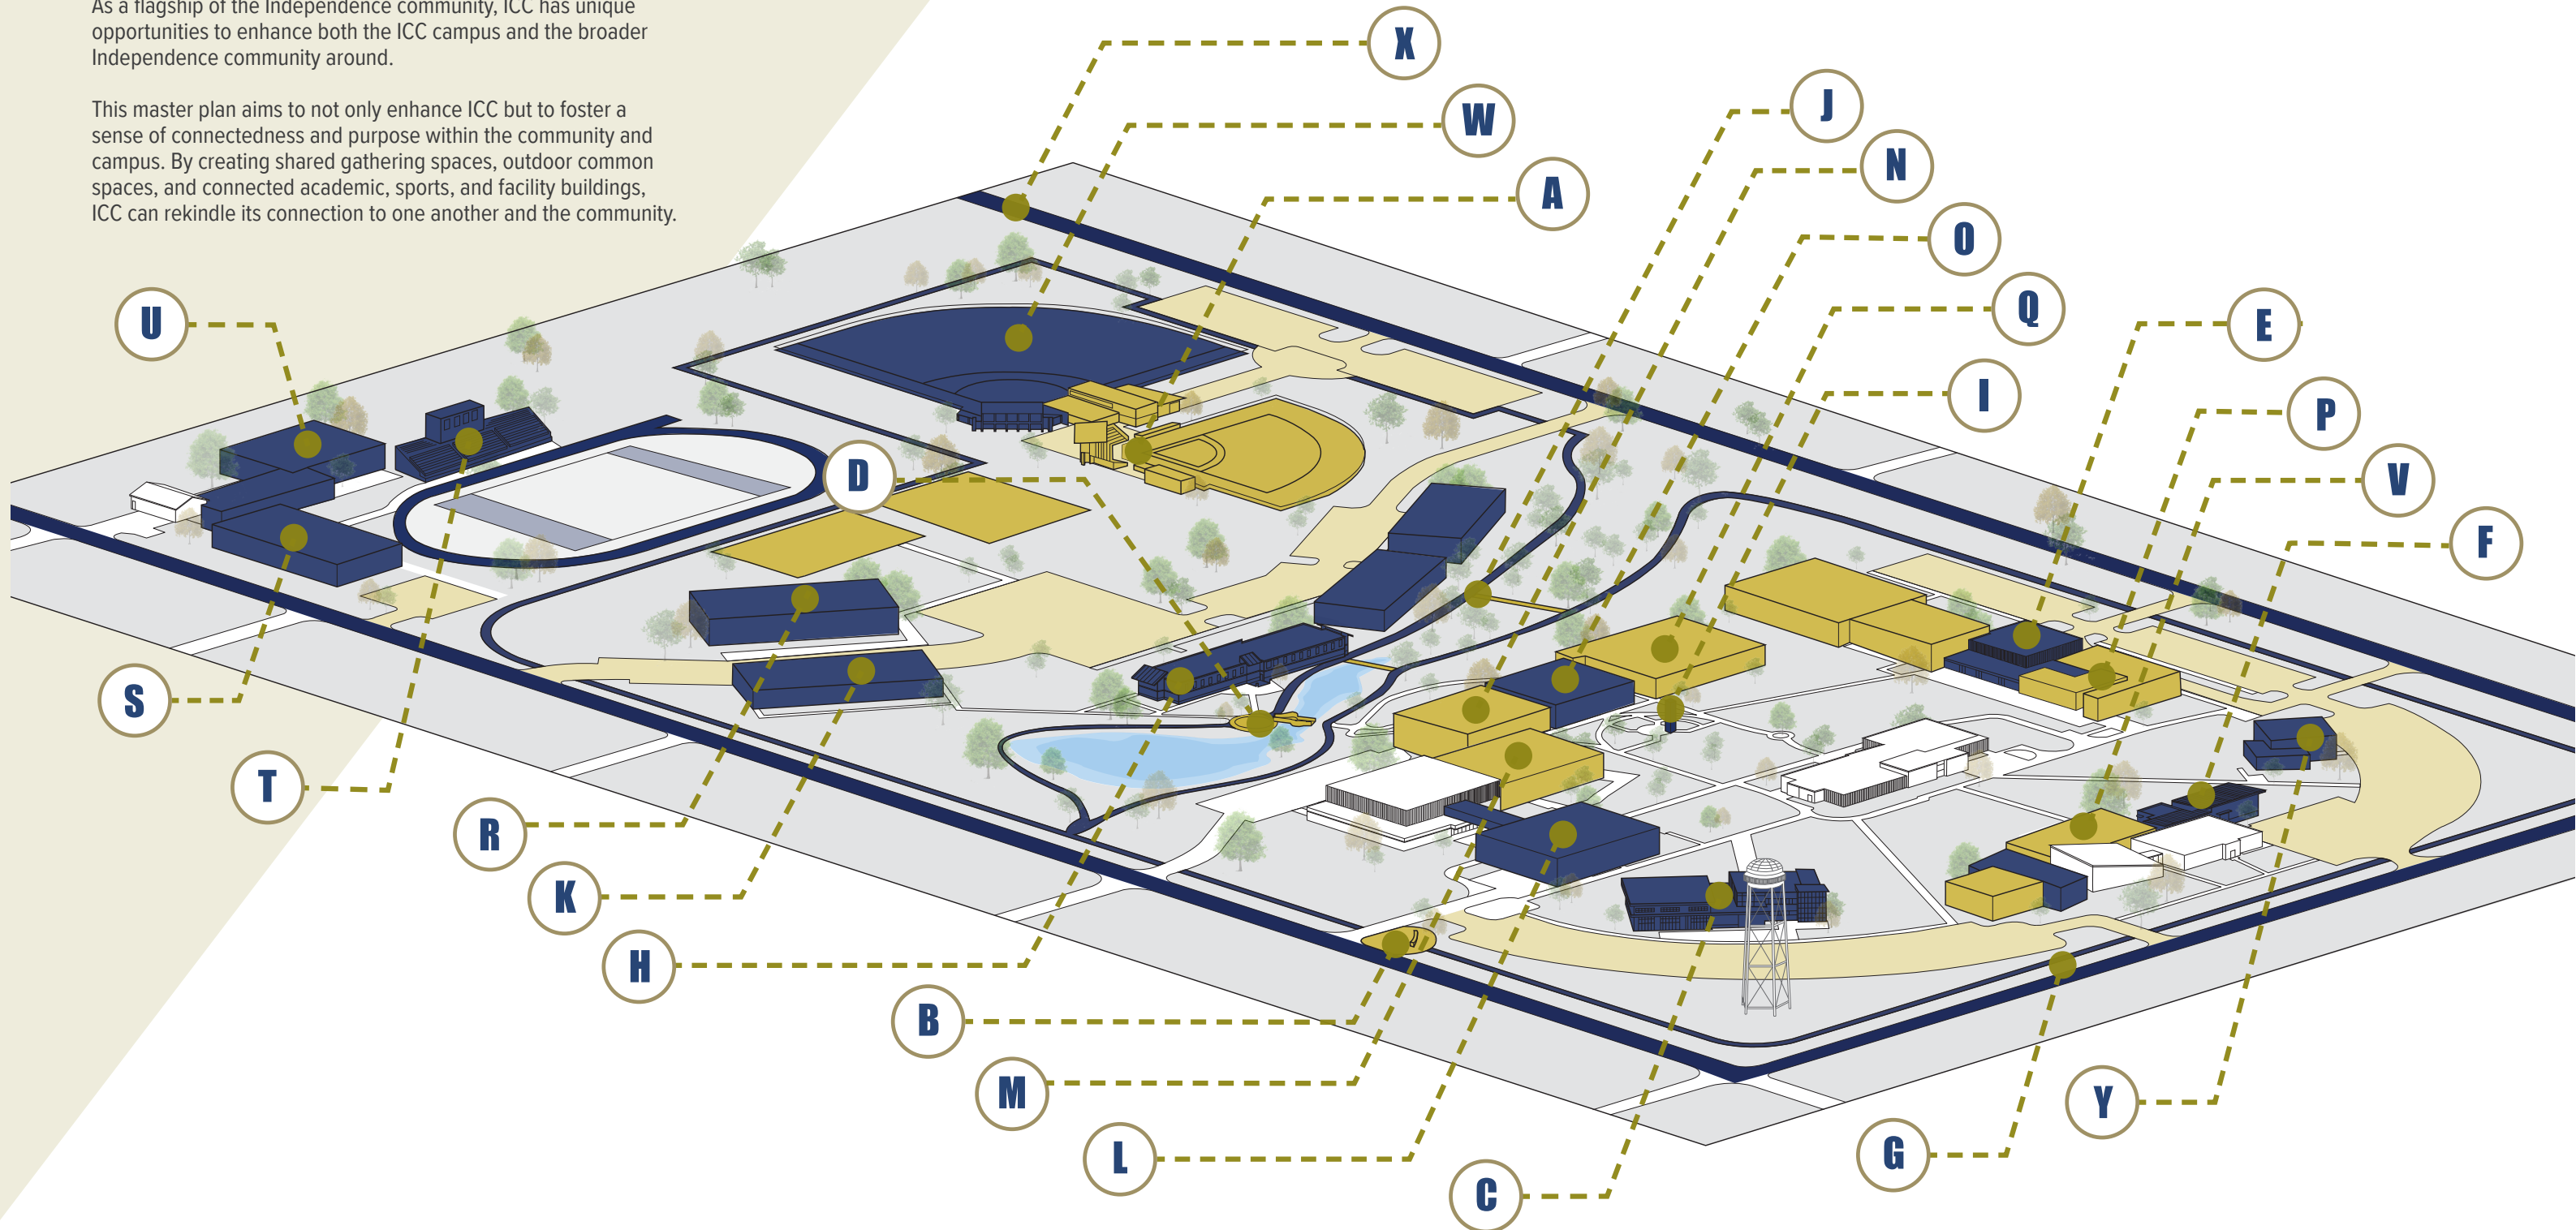 As a flagship of the Independence community, ICC has unique
opportunities to enhance both the ICC campus and the broader
Independence community around.
This master plan aims to not only enhance ICC but to foster a
sense of connectedness and purpose within the community and
campus. By creating shared gathering spaces, outdoor common
spaces, and connected academic, sports, and facility buildings,
ICC can rekindle its connection to one another and the community.
X
W
J
N
A
O
Q
E
U
I
P
D
V
F
S
T
R
K
H
B
M
Y
L
G
C